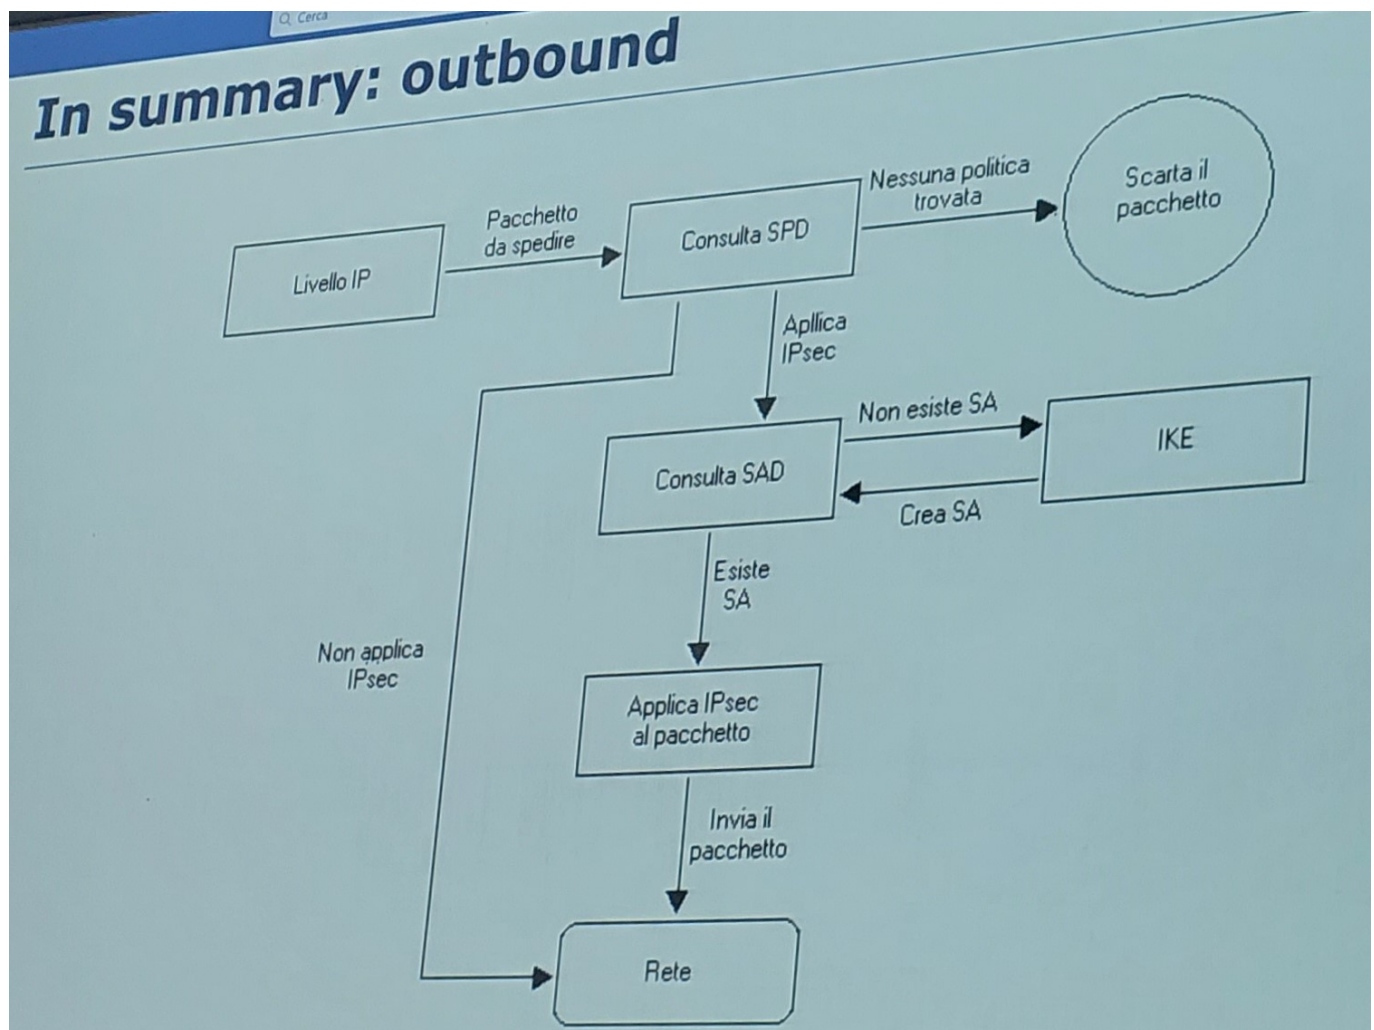 Cerca
In summary: outbound
Nessuna politica
trovata
Scarta il
pacchetto
Pacchetto
da spedire
Consulta SPD
Livello IP
Apllica
IPsec
Non esiste SA
IKE
Consulta SAD
Crea SA
Esiste
SA
Non applica
IPsec
Applica IPsec
al pacchetto
Invia il
pacchetto
Rete